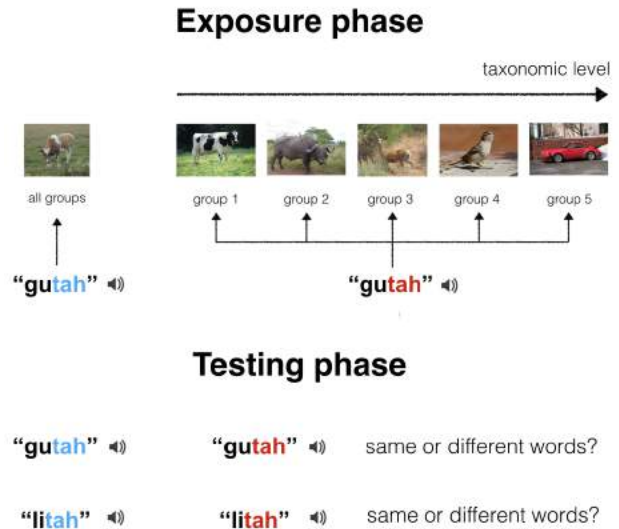 Exposure phase
taxonomic level
all groups
group 1
group 2
group 3
group 4
group 5
“gutah”
“gutah”
Testing phase
“gutah” “gutah” same or different words?
“litah” “litah” same or different words?